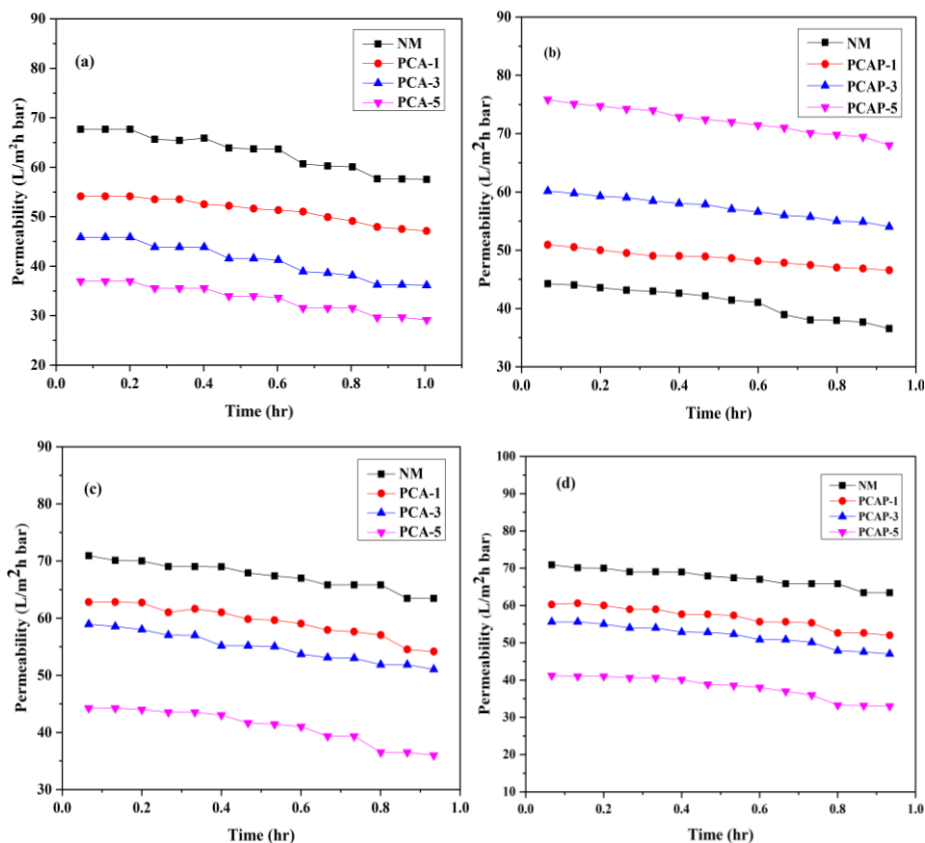 (a)
NM
PCA-1
PCA-3
PCA-5
Permeability (L/m²h bar)
90
80
70
60
50
40
30
20
0.0 0.2 0.4 0.6 0.8 1.0
Time (hr)
(b)
NM
PCAP-1
PCAP-3
PCAP-5
Permeability (L/m²h bar)
90
80
70
60
50
40
30
0.0 0.2 0.4 0.6 0.8 1.0
Time (hr)
(c)
NM
PCA-1
PCA-3
PCA-5
Permeability (L/m²h bar)
90
80
70
60
50
40
30
0.0 0.2 0.4 0.6 0.8 1.0
Time (hr)
(d)
NM
PCAP-1
PCAP-3
PCAP-5
Permeability (L/m²h bar)
100
90
80
70
60
50
40
30
20
10
0.0 0.2 0.4 0.6 0.8 1.0
Time (hr)